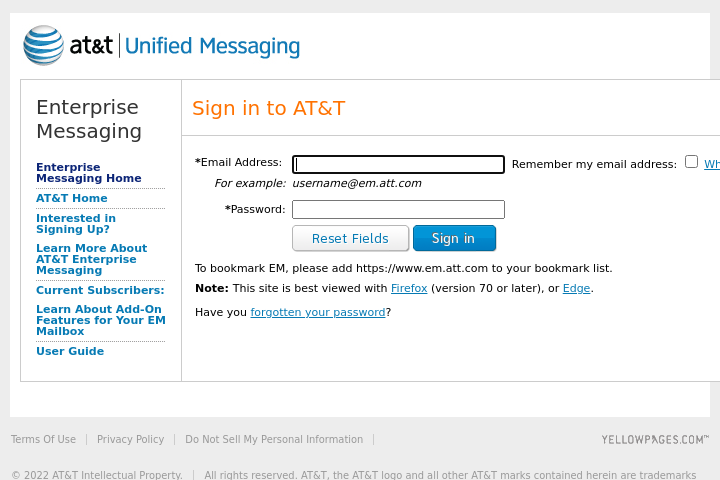 at&t Unified Messaging
Enterprise
Messaging
Enterprise
Messaging Home
AT&T Home
Interested in
Signing Up?
Learn More About
AT&T Enterprise
Messaging
Current Subscribers:
Learn About Add-On
Features for Your EM
Mailbox
User Guide
Sign in to AT&T
*Email Address:
Remember my email address: Wh
For example: username@em.att.com
*Password:
Reset Fields Sign in
To bookmark EM, please add https://www.em.att.com to your bookmark list.
Note: This site is best viewed with Firefox (version 70 or later), or Edge.
Have you forgotten your password?
Terms Of Use Privacy Policy Do Not Sell My Personal Information YELLOWPAGES.COM™
© 2022 AT&T Intellectual Property. All rights reserved. AT&T, the AT&T logo and all other AT&T marks contained herein are trademarks